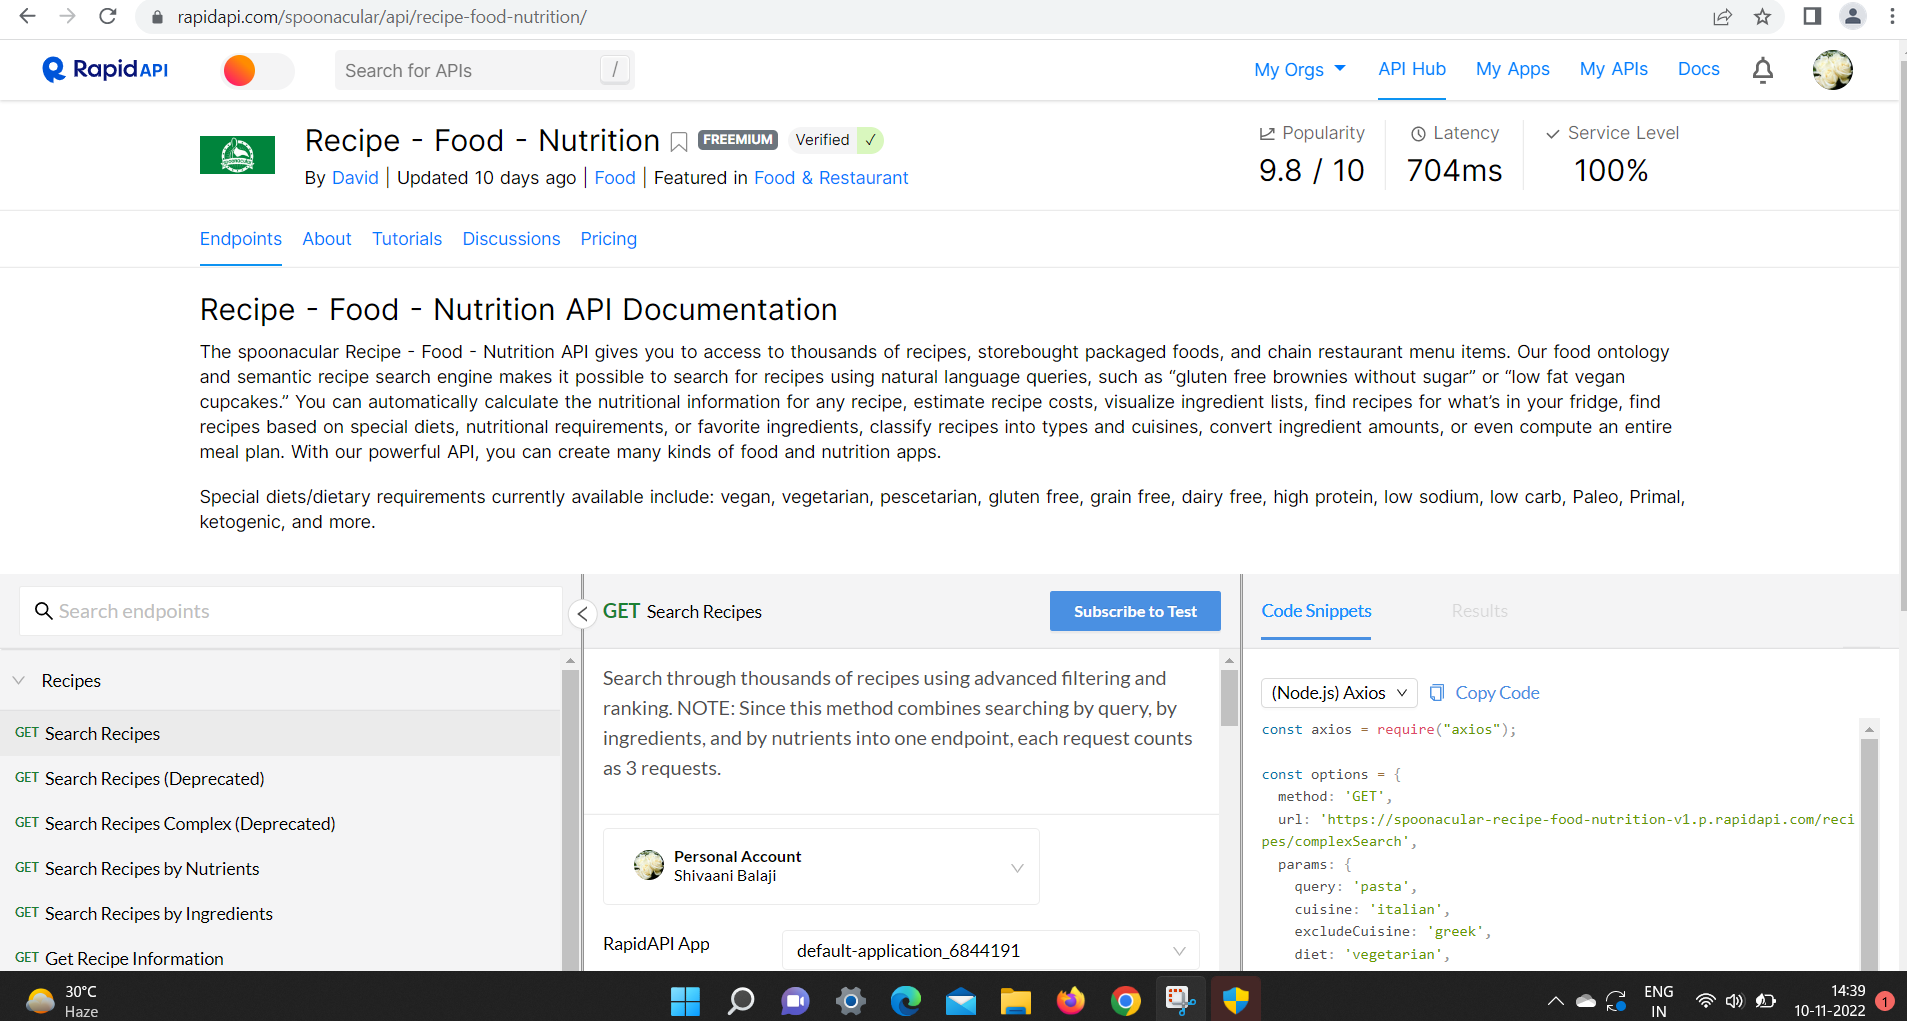 rapidapi.com/spoonacular/api/recipe-food-nutrition/
Rapid API
Search for APIs
/
My Orgs
API Hub
My Apps
My APIs
Docs
Recipe - Food - Nutrition
FREEMIUM
Verified ✓
Popularity
Latency
Service Level
By David | Updated 10 days ago | Food | Featured in Food & Restaurant
9.8 / 10
704ms
100%
Endpoints
About
Tutorials
Discussions
Pricing
Recipe - Food - Nutrition API Documentation
The spoonacular Recipe - Food - Nutrition API gives you to access to thousands of recipes, storebought packaged foods, and chain restaurant menu items. Our food ontology
and semantic recipe search engine makes it possible to search for recipes using natural language queries, such as “gluten free brownies without sugar” or “low fat vegan
cupcakes.” You can automatically calculate the nutritional information for any recipe, estimate recipe costs, visualize ingredient lists, find recipes for what’s in your fridge, find
recipes based on special diets, nutritional requirements, or favorite ingredients, classify recipes into types and cuisines, convert ingredient amounts, or even compute an entire
meal plan. With our powerful API, you can create many kinds of food and nutrition apps.
Special diets/dietary requirements currently available include: vegan, vegetarian, pescetarian, gluten free, grain free, dairy free, high protein, low sodium, low carb, Paleo, Primal,
ketogenic, and more.
Search endpoints
Recipes
GET Search Recipes
GET Search Recipes (Deprecated)
GET Search Recipes Complex (Deprecated)
GET Search Recipes by Nutrients
GET Search Recipes by Ingredients
GET Get Recipe Information
GET Search Recipes
Subscribe to Test
Search through thousands of recipes using advanced filtering and
ranking. NOTE: Since this method combines searching by query, by
ingredients, and by nutrients into one endpoint, each request counts
as 3 requests.
Personal Account
Shivaani Balaji
RapidAPI App
default-application_6844191
Code Snippets
Results
(Node.js) Axios
Copy Code
const axios = require("axios");
const options = {
method: 'GET',
url: 'https://spoonacular-recipe-food-nutrition-v1.p.rapidapi.com/reci
pes/complexSearch',
params: {
query: 'pasta',
cuisine: 'italian',
excludeCuisine: 'greek',
diet: 'vegetarian',
30°C
Haze
ENG
IN
14:39
10-11-2022
1